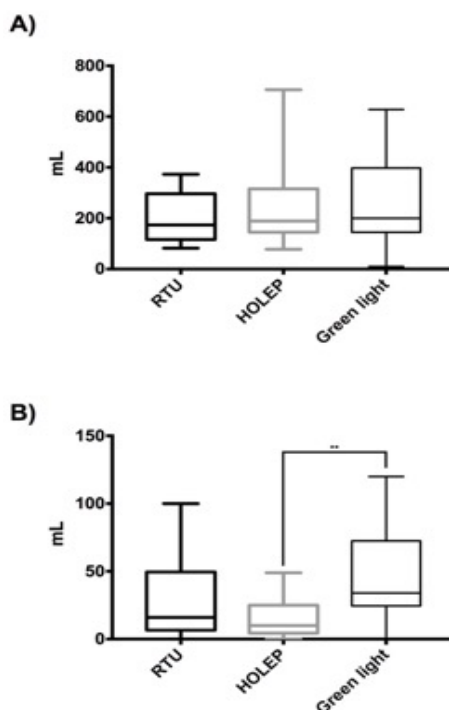 A)
800
600
400
200
0
mL
RTU
HOLEP
Green light
B)
150
100
50
0
mL
RTU
HOLEP
Green light